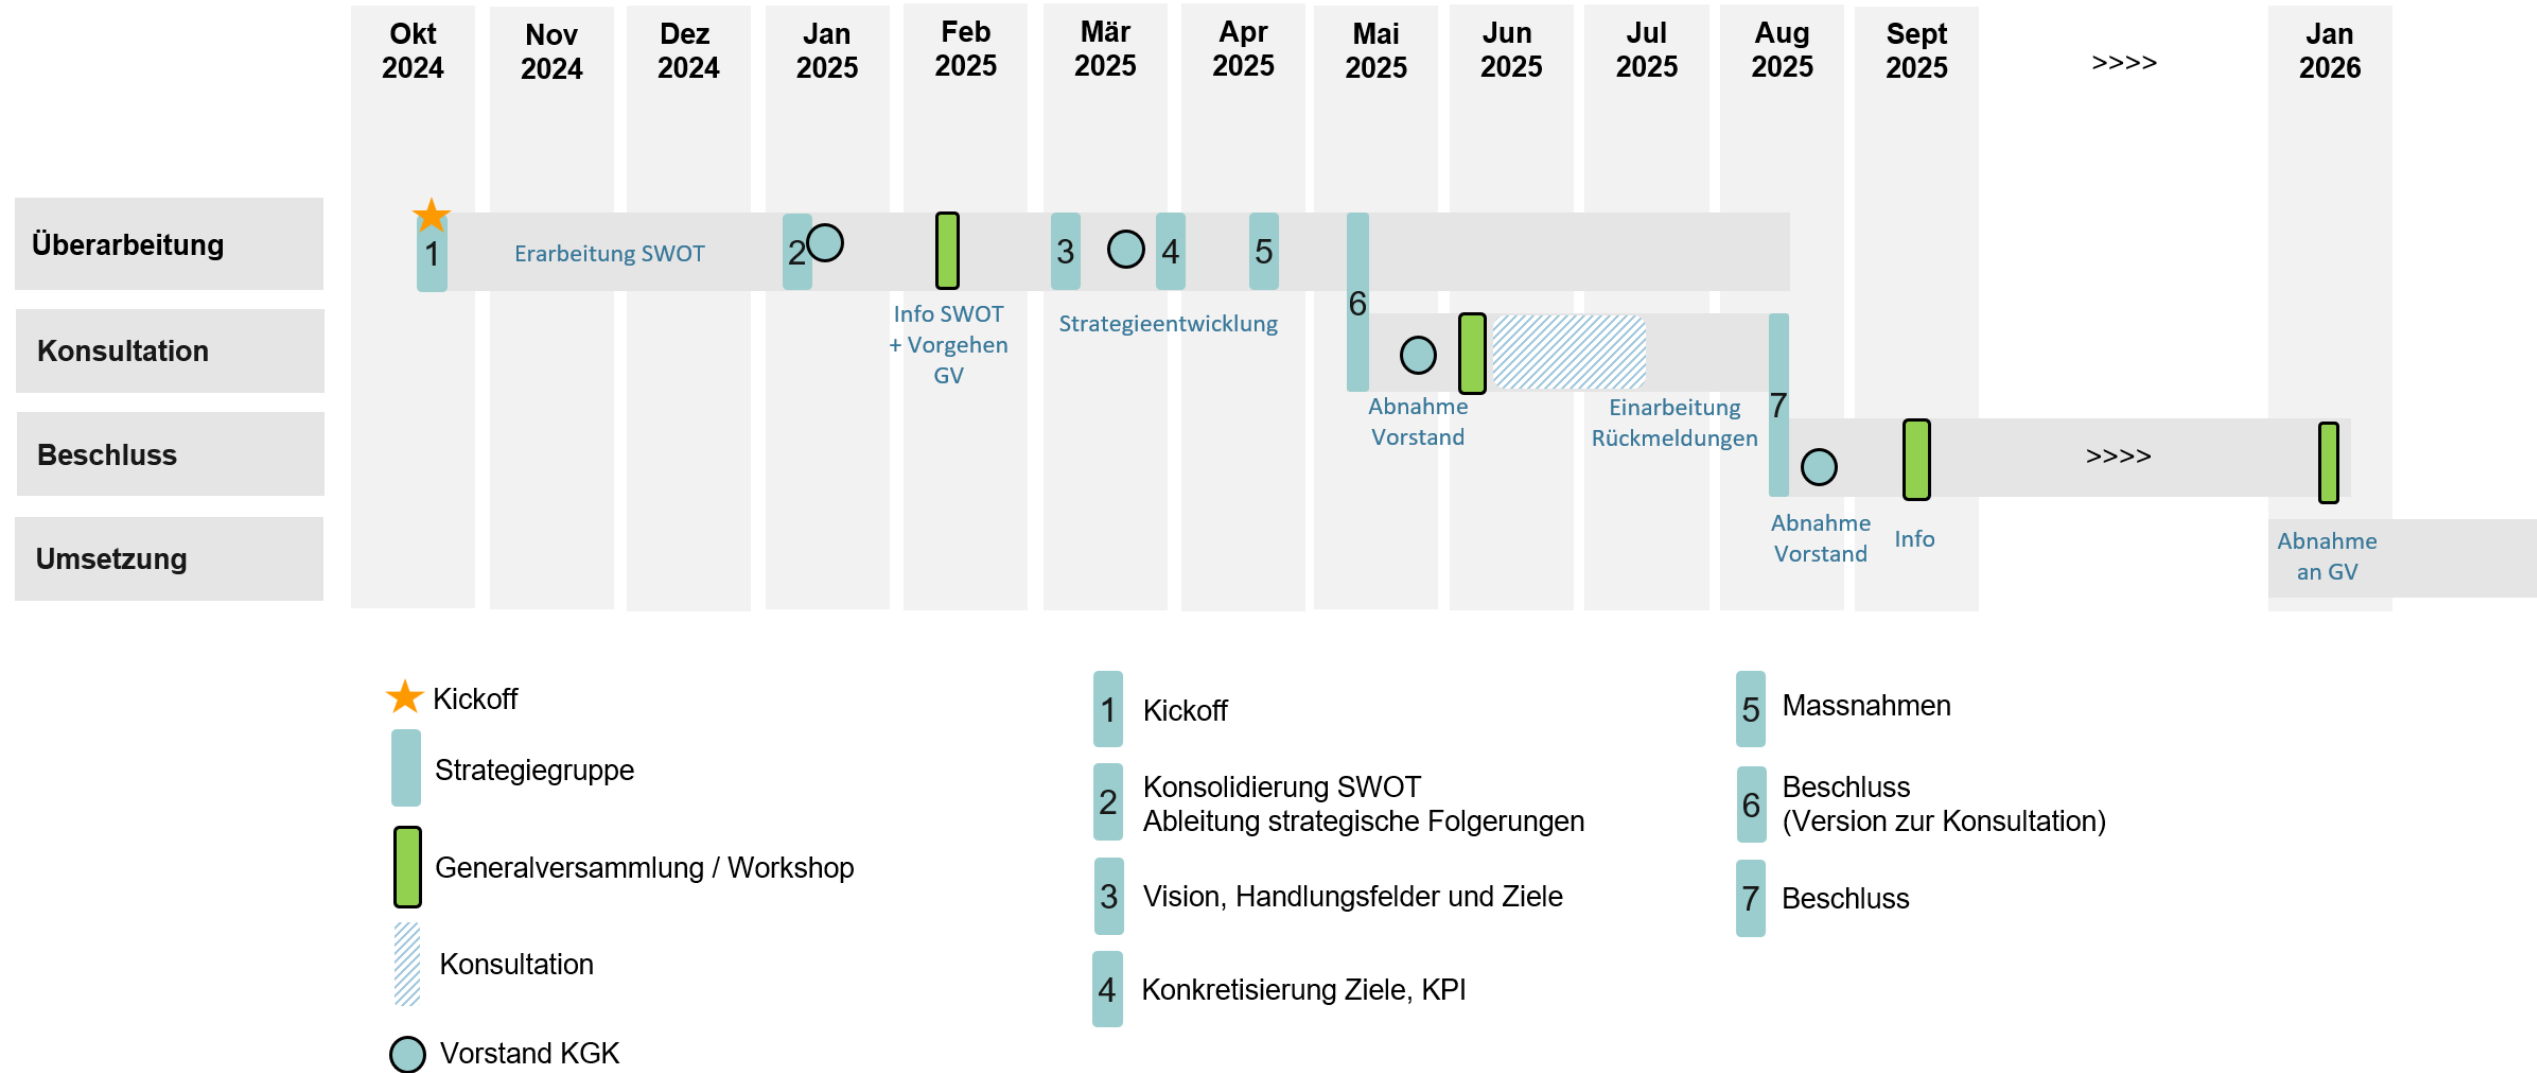 Okt
2024
Nov
2024
Dez
2024
Jan
2025
Feb
2025
Mär
2025
Apr
2025
Mai
2025
Jun
2025
Jul
2025
Aug
2025
Sept
2025
>>>>
Jan
2026
Überarbeitung
1
Erarbeitung SWOT
2
3
4
5
6
Info SWOT
+ Vorgehen
GV
Strategieentwicklung
Konsultation
Abnahme
Vorstand
Einarbeitung
Rückmeldungen
7
Beschluss
>>>>
Abnahme
Vorstand
Info
Umsetzung
Abnahme
an GV
Kickoff
Strategiegruppe
Generalversammlung / Workshop
Konsultation
Vorstand KGK
1 Kickoff
2 Konsolidierung SWOT
Ableitung strategische Folgerungen
3 Vision, Handlungsfelder und Ziele
4 Konkretisierung Ziele, KPI
5 Massnahmen
6 Beschluss
(Version zur Konsultation)
7 Beschluss